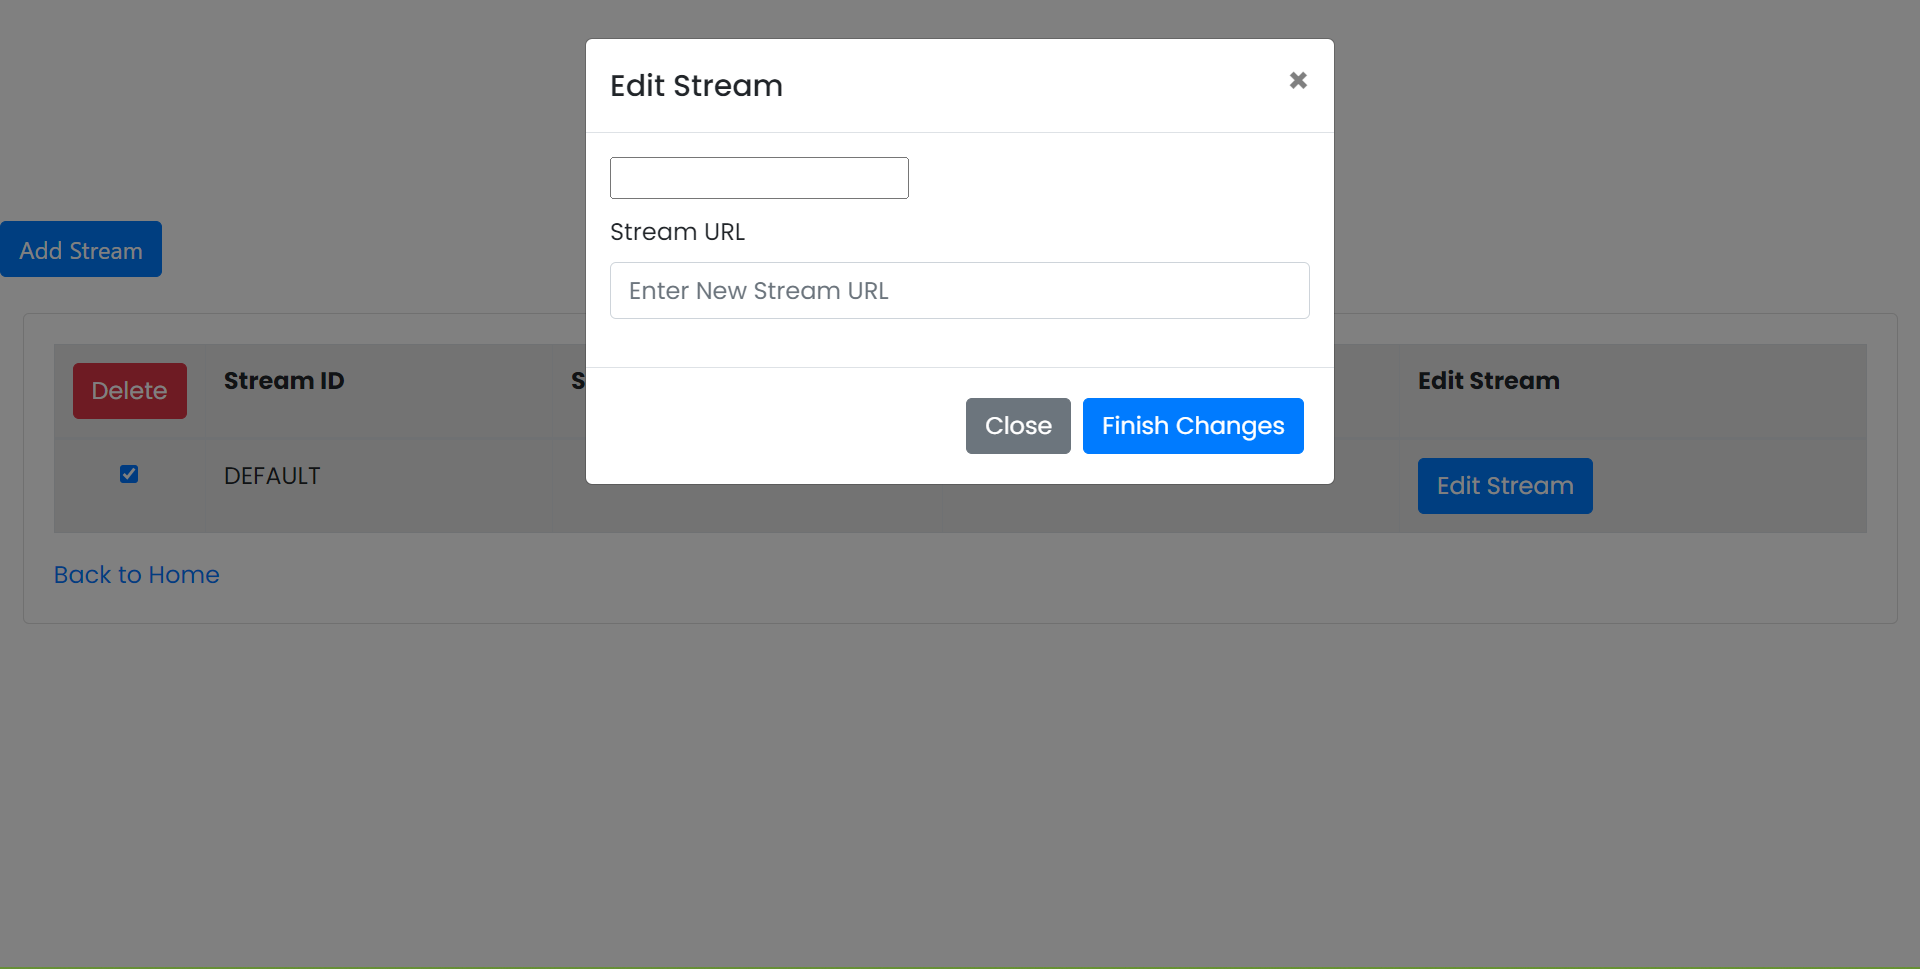 Edit Stream
Stream URL
Enter New Stream URL
Close
Finish Changes
Add Stream
Delete
Stream ID
S
Edit Stream
DEFAULT
Edit Stream
Back to Home